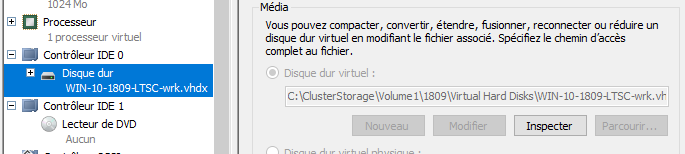 1024 Mo
Processeur
1 processeur virtuel
Contrôleur IDE 0
Disque dur
WIN-10-1809-LTSC-wrk.vhdx
Contrôleur IDE 1
Lecteur de DVD
Aucun
Média
Vous pouvez compacter, convertir, étendre, fusionner, reconnecter ou réduire un
disque dur virtuel en modifiant le fichier associé. Spécifiez le chemin d'accès
complet au fichier.
Disque dur virtuel :
C:\ClusterStorage\Volume1\1809\Virtual Hard Disks\WIN-10-1809-LTSC-wrk.vh
Nouveau
Modifier
Inspecter
Parcourir...
Disque dur physique :